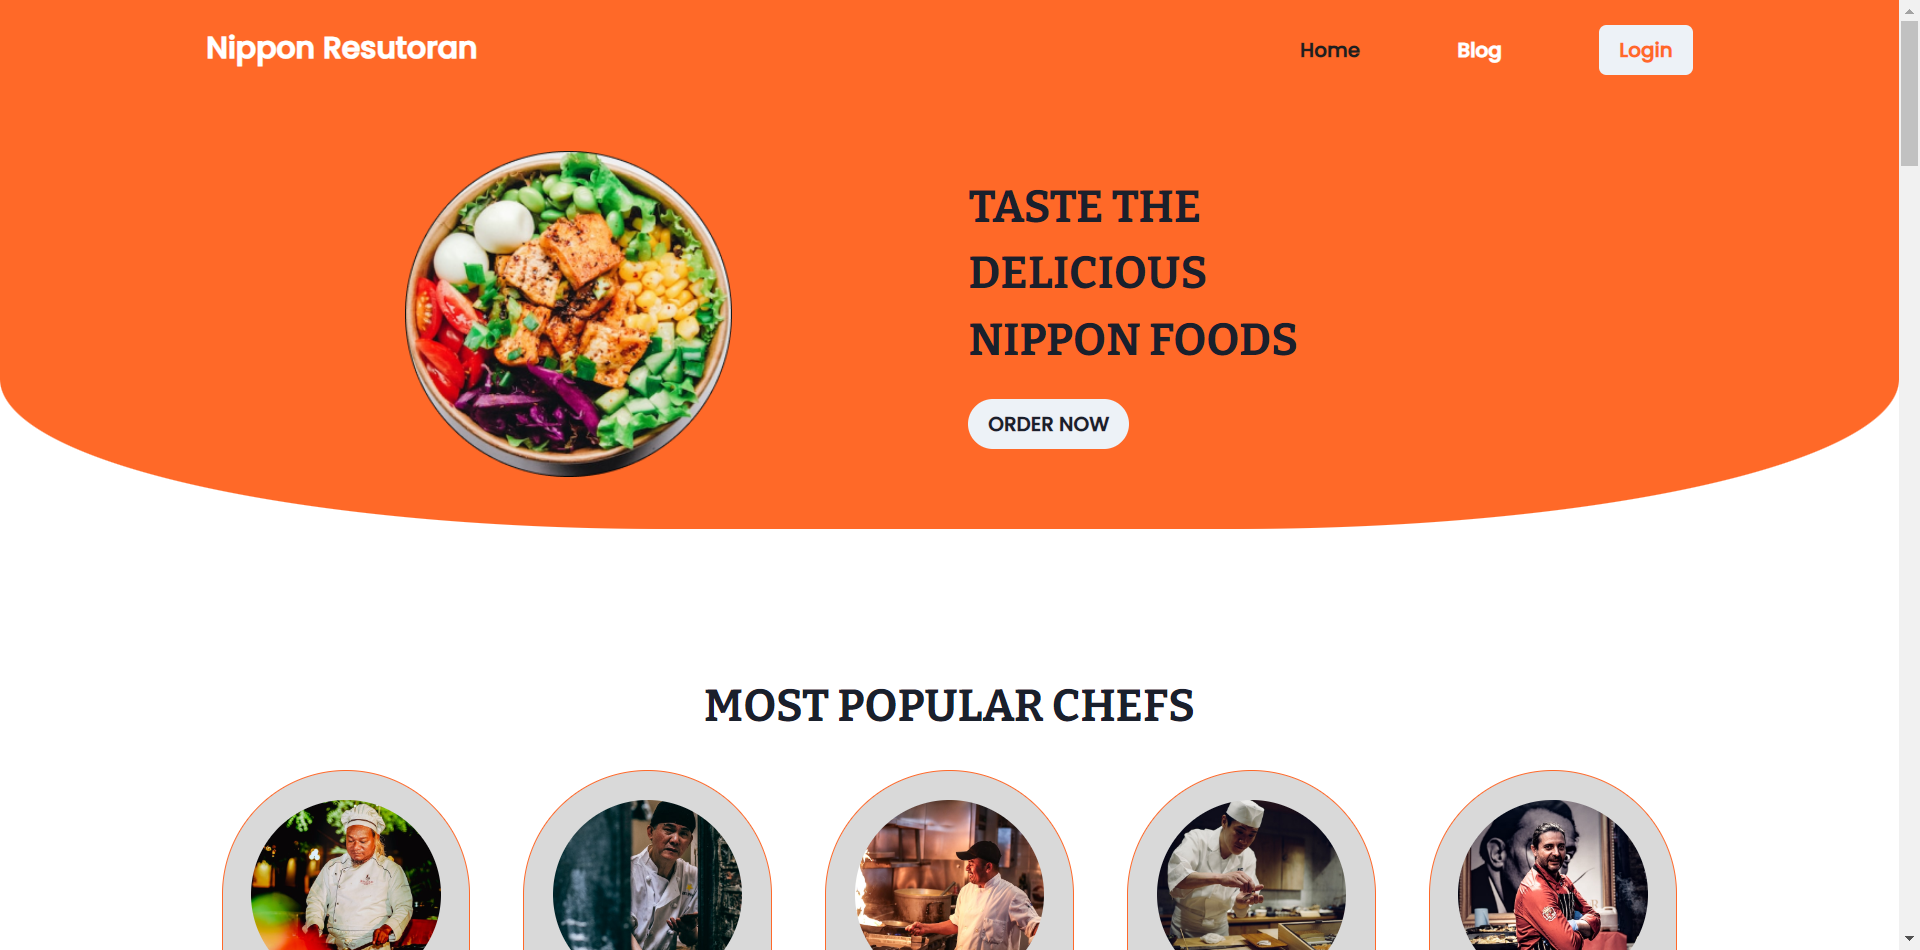 Nippon Resutoran
Home
Blog
Login
TASTE THE
DELICIOUS
NIPPON FOODS
ORDER NOW
MOST POPULAR CHEFS